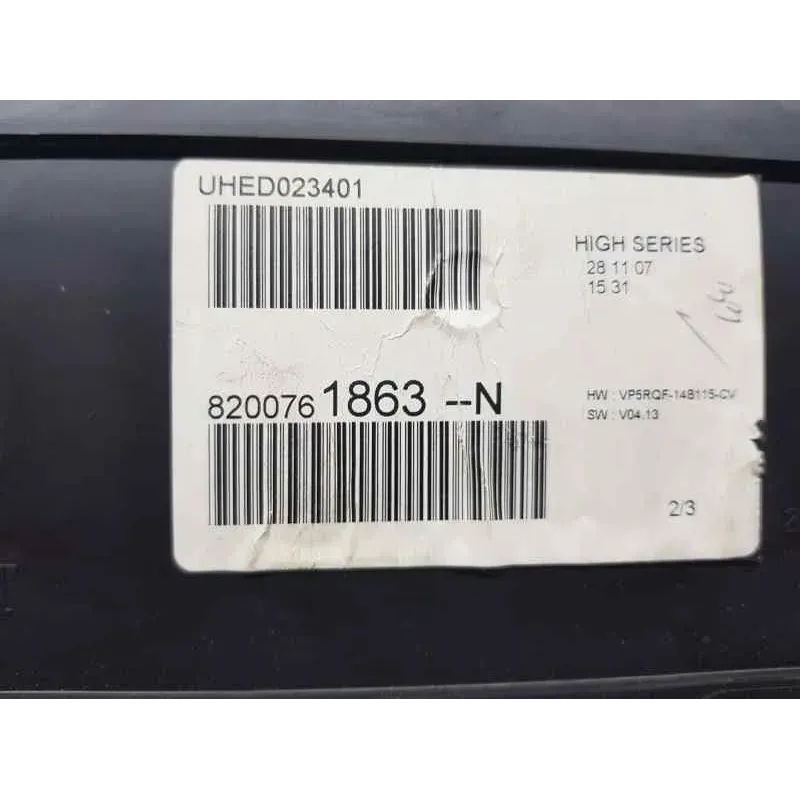 UHED023401
HIGH SERIES
28 11 07
15 31
8200761863 --N
HW : VP5RQF-14B115-CV
SW : V04.13
2/3